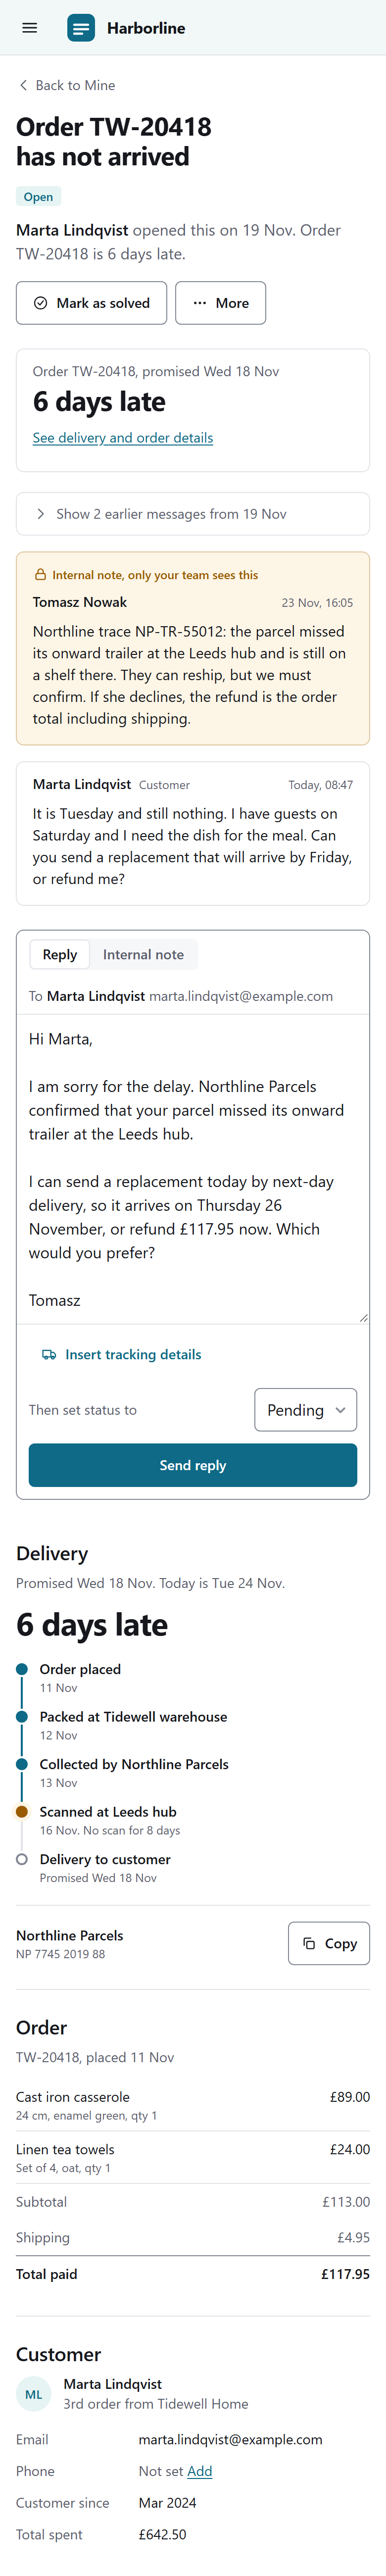 Harborline
Back to Mine
Order TW-20418
has not arrived
Open
Marta Lindqvist opened this on 19 Nov. Order
TW-20418 is 6 days late.
Mark as solved
More
Order TW-20418, promised Wed 18 Nov
6 days late
See delivery and order details
Show 2 earlier messages from 19 Nov
Internal note, only your team sees this
Tomasz Nowak 23 Nov, 16:05
Northline trace NP-TR-55012: the parcel missed
its onward trailer at the Leeds hub and is still on
a shelf there. They can reship, but we must
confirm. If she declines, the refund is the order
total including shipping.
Marta Lindqvist Customer Today, 08:47
It is Tuesday and still nothing. I have guests on
Saturday and I need the dish for the meal. Can
you send a replacement that will arrive by Friday,
or refund me?
Reply Internal note
To Marta Lindqvist marta.lindqvist@example.com
Hi Marta,
I am sorry for the delay. Northline Parcels
confirmed that your parcel missed its onward
trailer at the Leeds hub.
I can send a replacement today by next-day
delivery, so it arrives on Thursday 26
November, or refund £117.95 now. Which
would you prefer?
Tomasz
Insert tracking details
Then set status to Pending
Send reply
Delivery
Promised Wed 18 Nov. Today is Tue 24 Nov.
6 days late
Order placed
11 Nov
Packed at Tidewell warehouse
12 Nov
Collected by Northline Parcels
13 Nov
Scanned at Leeds hub
16 Nov. No scan for 8 days
Delivery to customer
Promised Wed 18 Nov
Northline Parcels
NP 7745 2019 88
Copy
Order
TW-20418, placed 11 Nov
Cast iron casserole £89.00
24 cm, enamel green, qty 1
Linen tea towels £24.00
Set of 4, oat, qty 1
Subtotal £113.00
Shipping £4.95
Total paid £117.95
Customer
ML
Marta Lindqvist
3rd order from Tidewell Home
Email marta.lindqvist@example.com
Phone Not set Add
Customer since Mar 2024
Total spent £642.50